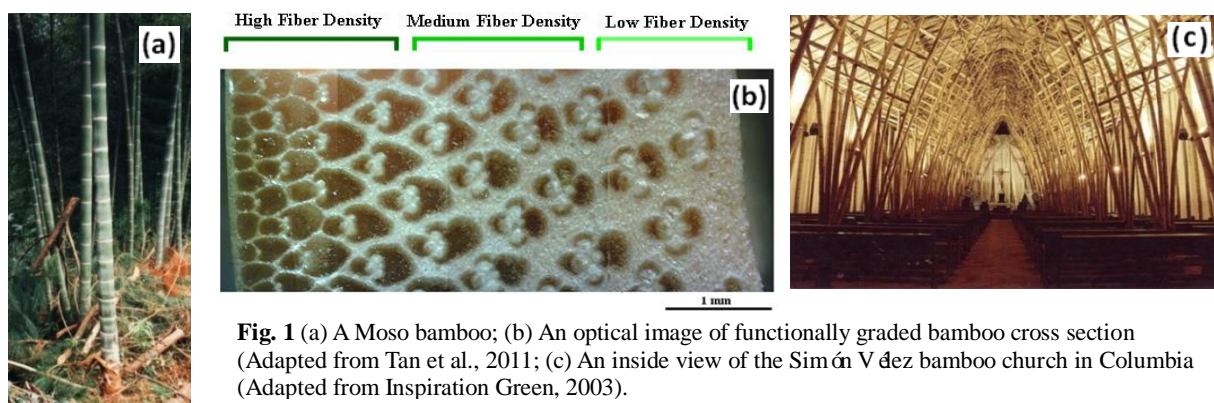 High Fiber Density Medium Fiber Density Low Fiber Density
(a)
(b)
(c)
1 mm
Fig. 1 (a) A Moso bamboo; (b) An optical image of functionally graded bamboo cross section
(Adapted from Tan et al., 2011; (c) An inside view of the Simón Vélez bamboo church in Columbia
(Adapted from Inspiration Green, 2003).